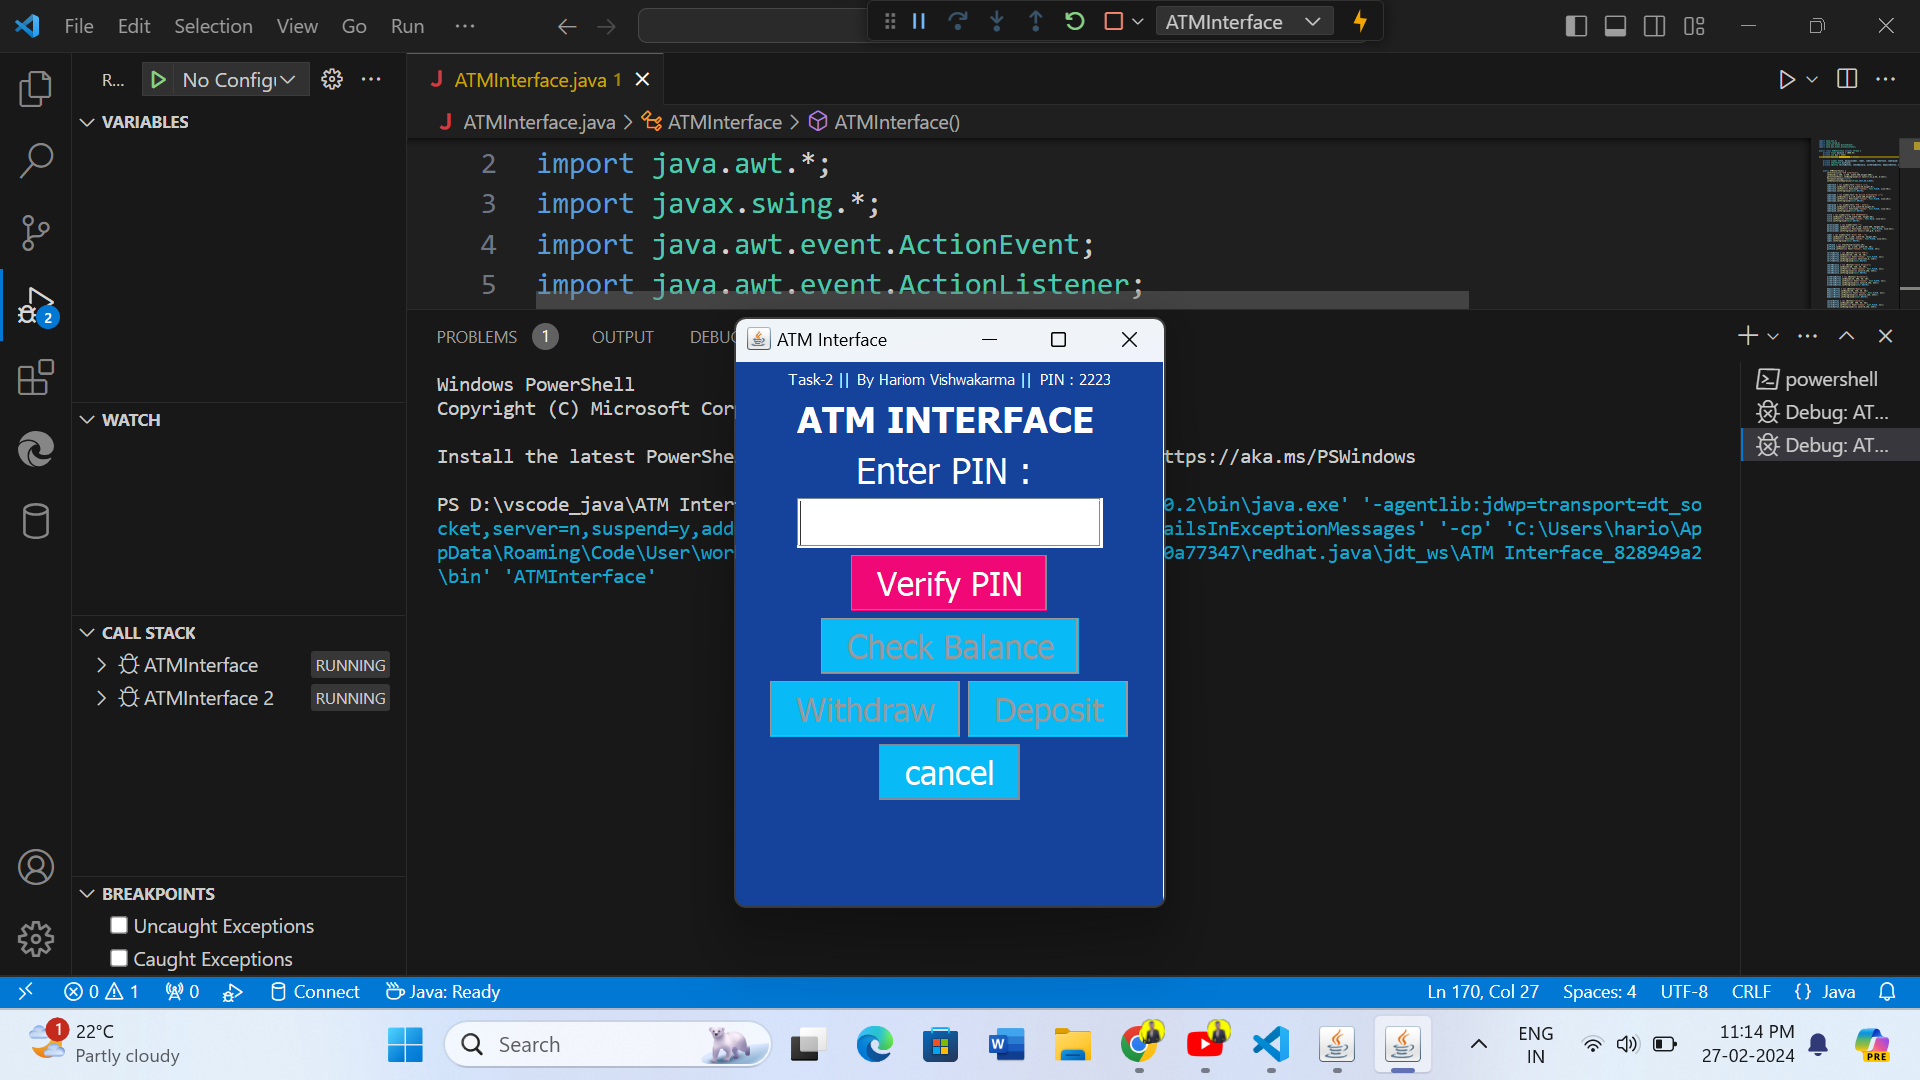 File Edit Selection View Go Run ···
ATMInterface
R... No Config ···
ATMInterface.java 1
VARIABLES
ATMInterface.java > ATMInterface > ATMInterface()
2 import java.awt.*;
3 import javax.swing.*;
4 import java.awt.event.ActionEvent;
5 import java.awt.event.ActionListener;
PROBLEMS 1 OUTPUT DEBUG
Windows PowerShell
Copyright (C) Microsoft Cor
Install the latest PowerShe ttps://aka.ms/PSWindows
PS D:\vscode_java\ATM Inter 0.2\bin\java.exe' '-agentlib:jdwp=transport=dt_so
cket,server=n,suspend=y,add ailsInExceptionMessages' '-cp' 'C:\Users\hario\Ap
pData\Roaming\Code\User\wor 0a77347\redhat.java\jdt_ws\ATM Interface_828949a2
\bin' 'ATMInterface'
powershell
Debug: AT...
Debug: AT...
ATM Interface
Task-2 || By Hariom Vishwakarma || PIN : 2223
ATM INTERFACE
Enter PIN :
Verify PIN
Check Balance
Withdraw Deposit
cancel
WATCH
CALL STACK
ATMInterface RUNNING
ATMInterface 2 RUNNING
2
BREAKPOINTS
Uncaught Exceptions
Caught Exceptions
0 1 0 Connect Java: Ready Ln 170, Col 27 Spaces: 4 UTF-8 CRLF {} Java
1 22°C
Partly cloudy
Search
ENG
IN
11:14 PM
27-02-2024
PRE